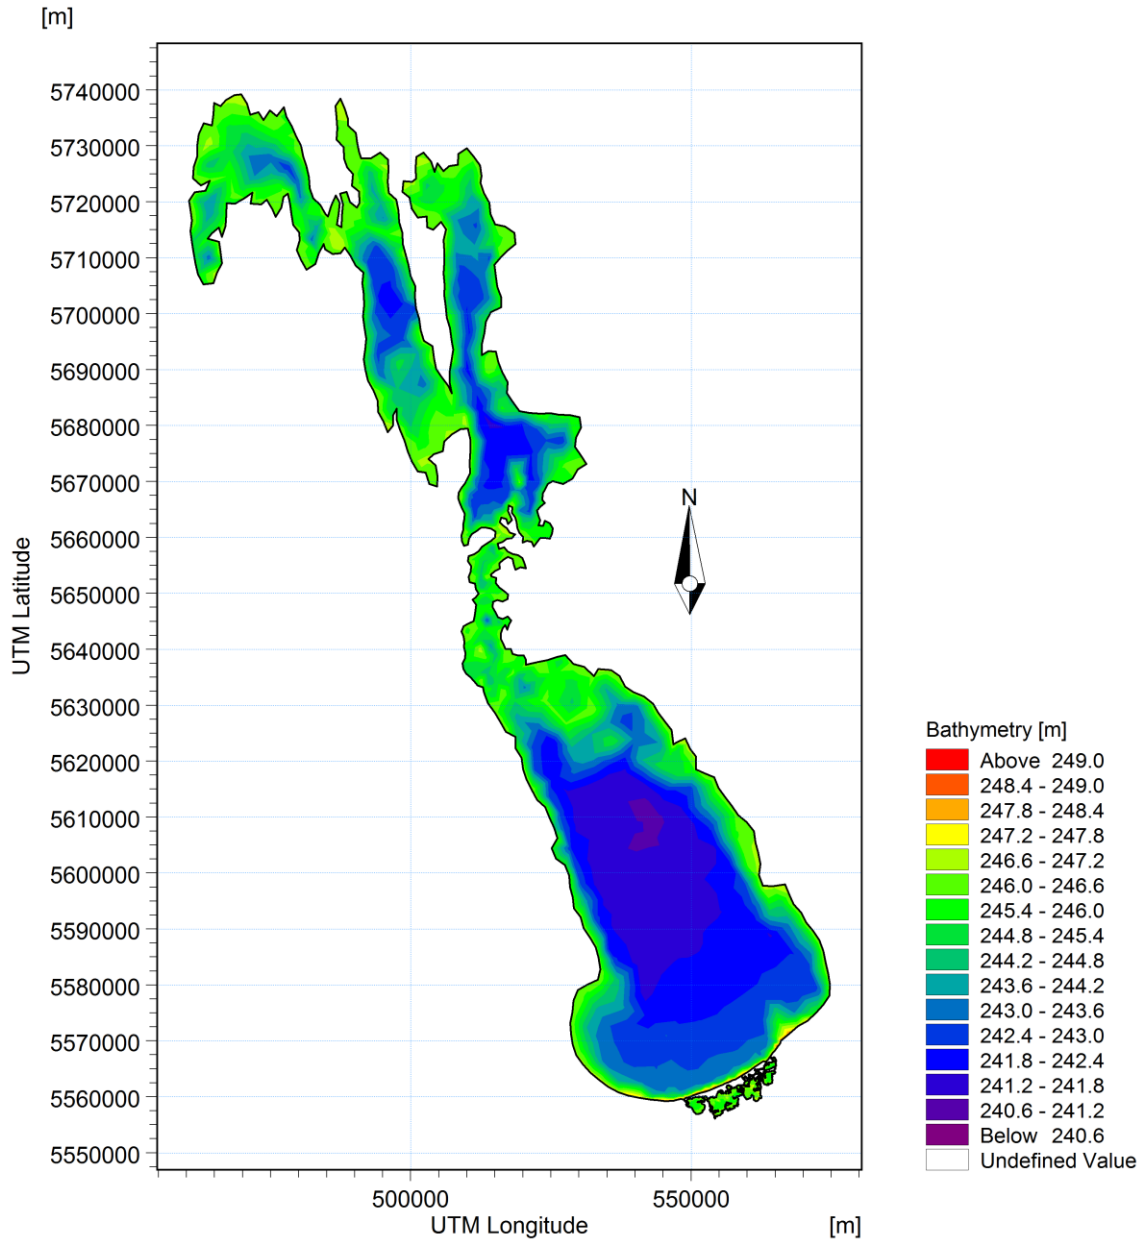 [m]
5740000
5730000
5720000
5710000
5700000
5690000
5680000
5670000
5660000
5650000
5640000
5630000
5620000
5610000
5600000
5590000
5580000
5570000
5560000
5550000
UTM Latitude
N
500000
550000
UTM Longitude
[m]
Bathymetry [m]
Above 249.0
248.4 - 249.0
247.8 - 248.4
247.2 - 247.8
246.6 - 247.2
246.0 - 246.6
245.4 - 246.0
244.8 - 245.4
244.2 - 244.8
243.6 - 244.2
243.0 - 243.6
242.4 - 243.0
241.8 - 242.4
241.2 - 241.8
240.6 - 241.2
Below 240.6
Undefined Value